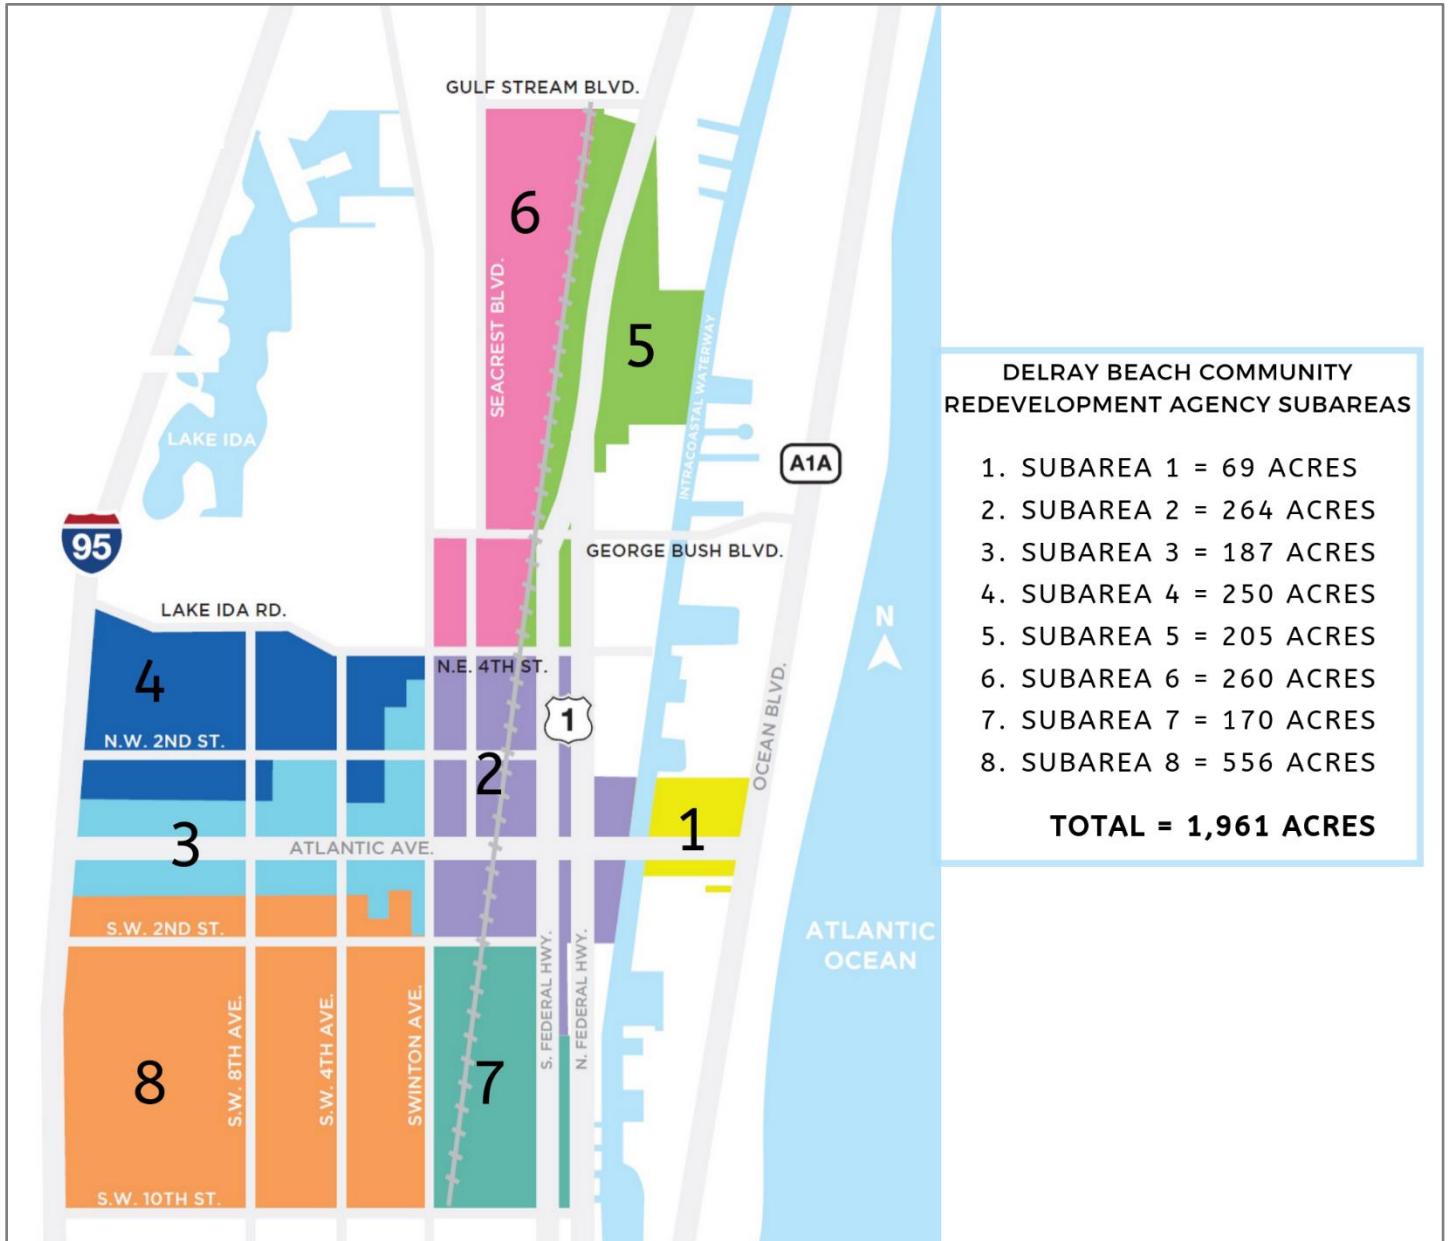 GULF STREAM BLVD.
6
SEACREST BLVD.
5
INTRACOASTAL WATERWAY
LAKE IDA
A1A
95
GEORGE BUSH BLVD.
LAKE IDA RD.
N
4
N.E. 4TH ST.
1
N.W. 2ND ST.
2
OCEAN BLVD.
3
ATLANTIC AVE.
1
S.W. 2ND ST.
ATLANTIC
OCEAN
S.W. 8TH AVE.
S.W. 4TH AVE.
SWINTON AVE.
S. FEDERAL HWY.
N. FEDERAL HWY.
8
7
S.W. 10TH ST.
DELRAY BEACH COMMUNITY
REDEVELOPMENT AGENCY SUBAREAS
1. SUBAREA 1 = 69 ACRES
2. SUBAREA 2 = 264 ACRES
3. SUBAREA 3 = 187 ACRES
4. SUBAREA 4 = 250 ACRES
5. SUBAREA 5 = 205 ACRES
6. SUBAREA 6 = 260 ACRES
7. SUBAREA 7 = 170 ACRES
8. SUBAREA 8 = 556 ACRES
TOTAL = 1,961 ACRES